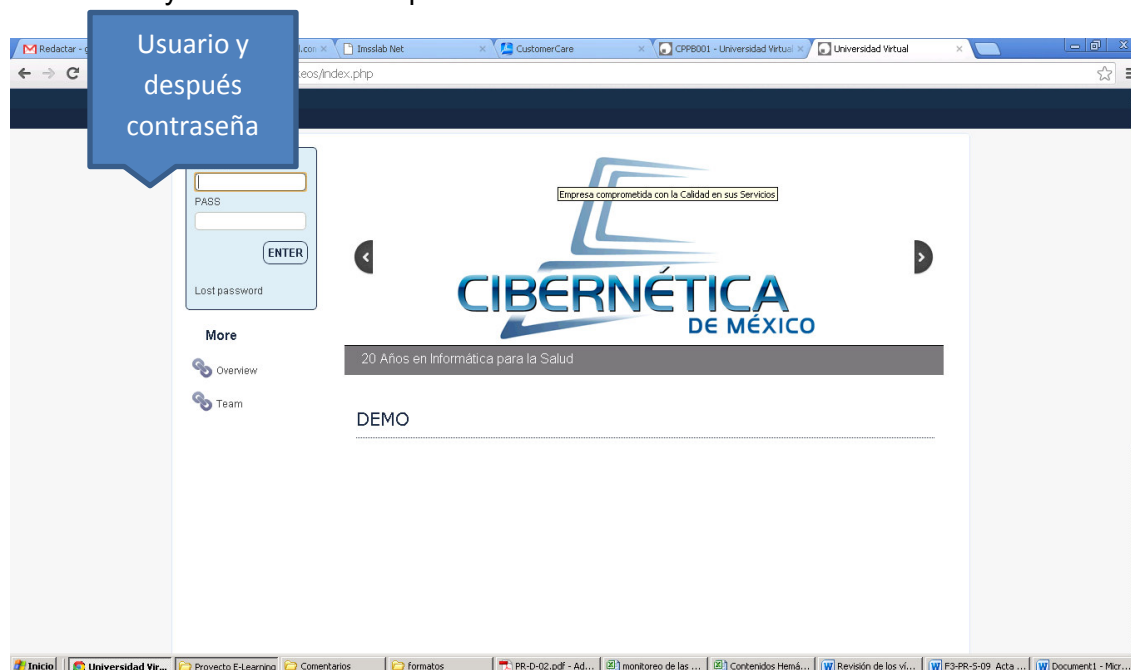 Usuario y
después
contraseña
Redactar - g
Imsslab Net
CustomerCare
CPPB001 - Universidad Virtual
Universidad Virtual
eos/index.php
PASS
ENTER
Lost password
More
Overview
Team
Empresa comprometida con la Calidad en sus Servicios
CIBERNÉTICA
DE MÉXICO
20 Años en Informática para la Salud
DEMO
Inicio
Universidad Vir...
Proyecto E-Learning
Comentarios
formatos
PR-D-02.pdf - Ad...
monitoreo de las ...
Contenidos Hemá...
Revisión de los ví...
F3-PR-5-09 Acta ...
Document1 - Micr...